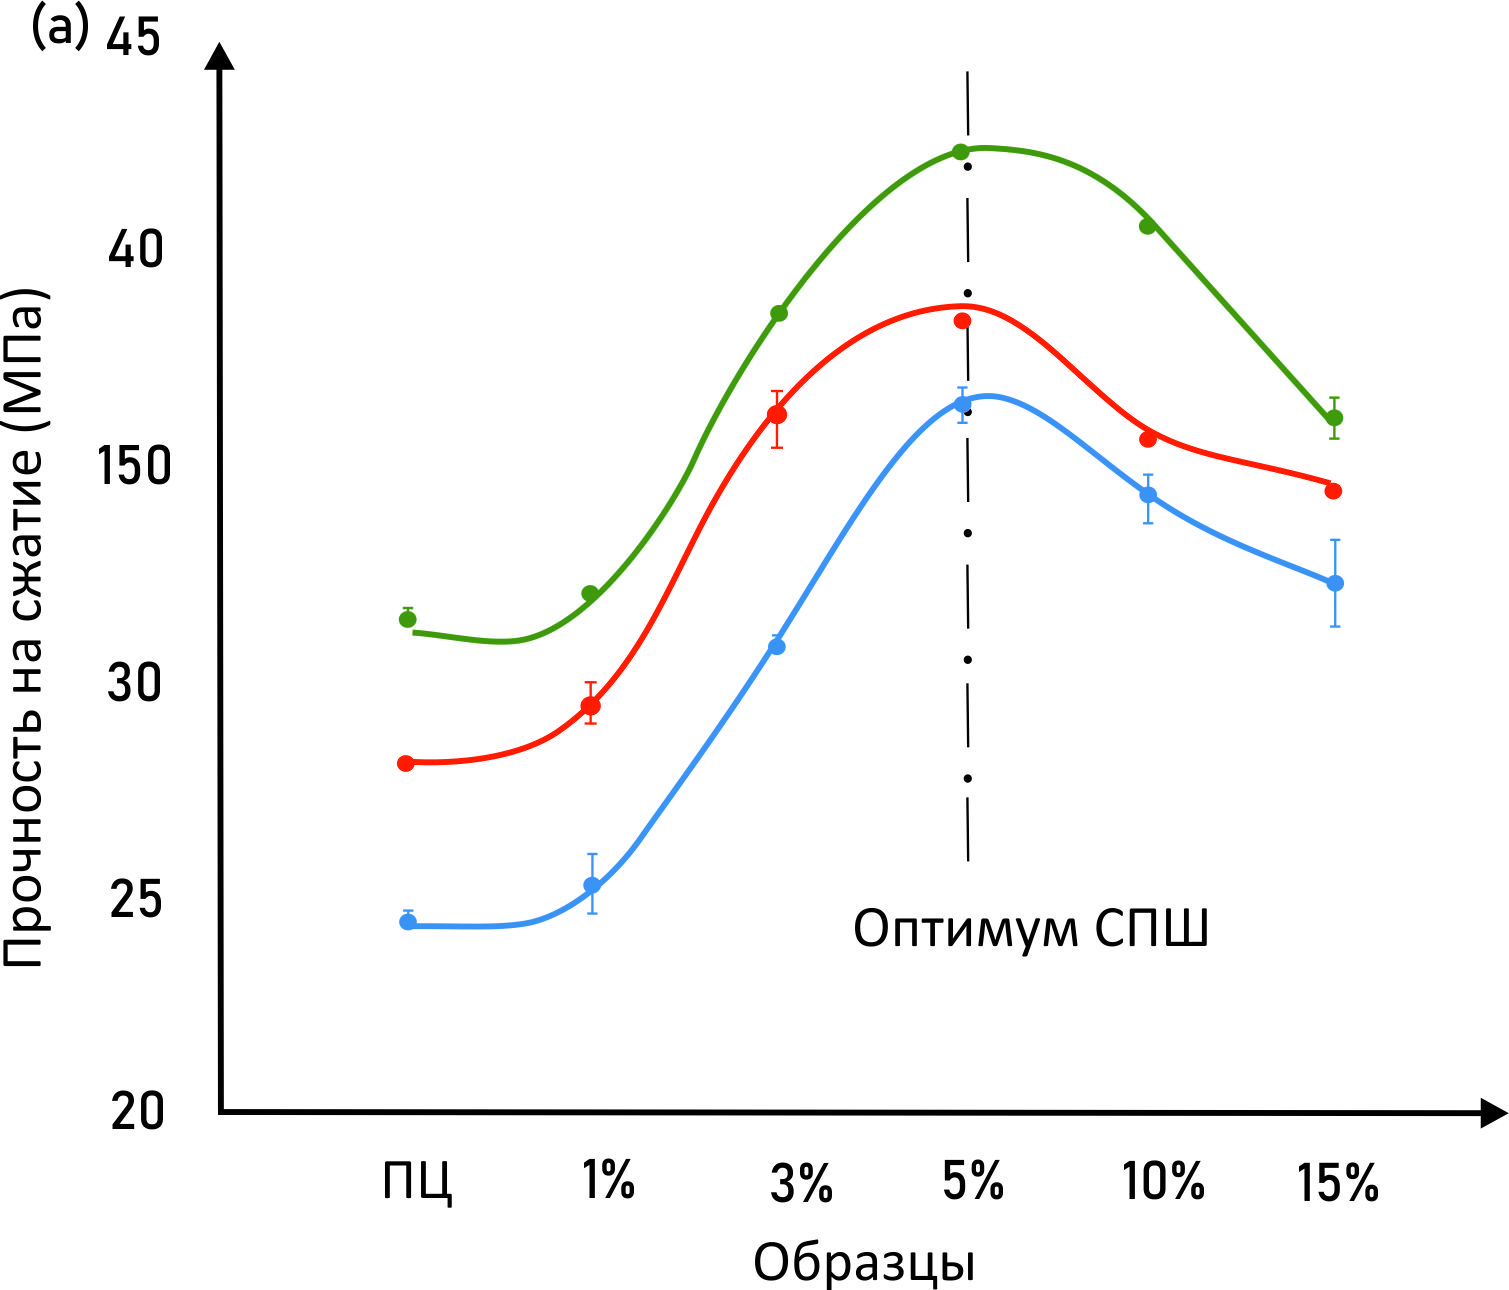 (а)
45
40
150
30
25
20
Прочность на сжатие (МПа)
Оптимум СПШ
ПЦ 1% 3% 5% 10% 15%
Образцы